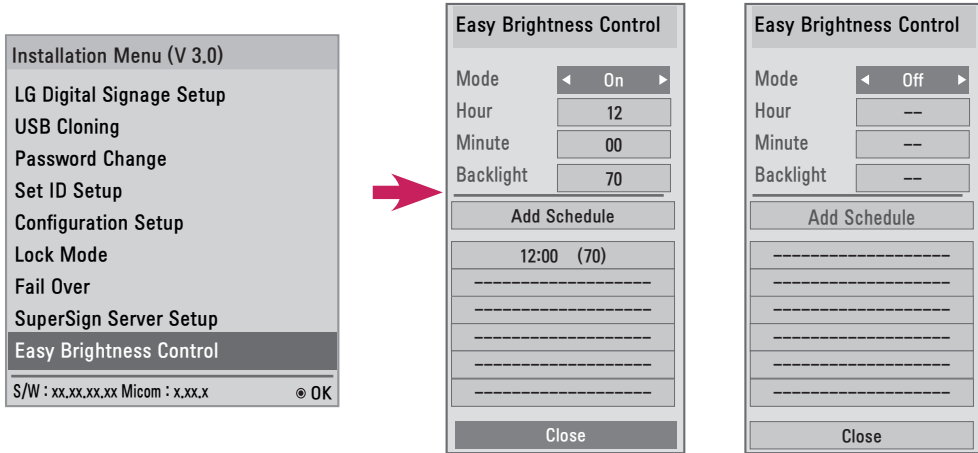 Installation Menu (V 3.0)
LG Digital Signage Setup
USB Cloning
Password Change
Set ID Setup
Configuration Setup
Lock Mode
Fail Over
SuperSign Server Setup
Easy Brightness Control
S/W : xx.xx.xx.xx Micom : x.xx.x ◉ OK
Easy Brightness Control
Mode ◄ On ►
Hour 12
Minute 00
Backlight 70
Add Schedule
12:00 (70)
--------------------
--------------------
--------------------
--------------------
--------------------
Close
Easy Brightness Control
Mode ◄ Off ►
Hour --
Minute --
Backlight --
Add Schedule
--------------------
--------------------
--------------------
--------------------
--------------------
--------------------
Close